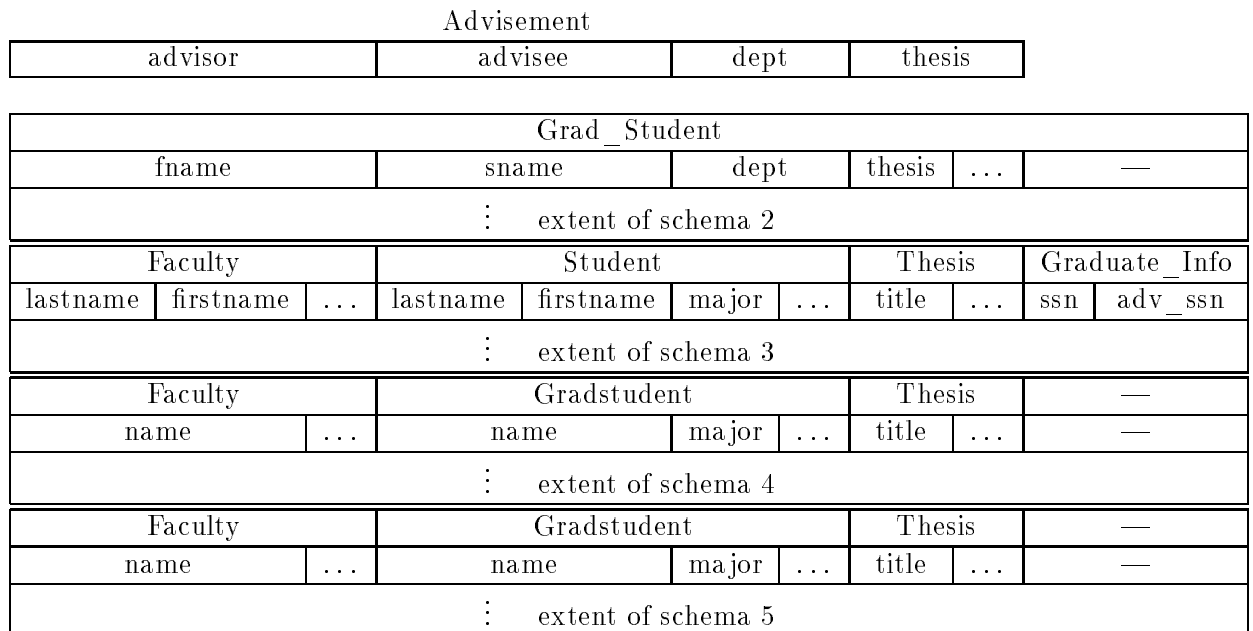 Advisement
advisor advisee dept thesis
Grad_Student
fname sname dept thesis ... —
⋮ extent of schema 2
Faculty Student Thesis Graduate_Info
lastname firstname ... lastname firstname major ... title ... ssn adv_ssn
⋮ extent of schema 3
Faculty Gradstudent Thesis —
name ... name major ... title ... —
⋮ extent of schema 4
Faculty Gradstudent Thesis —
name ... name major ... title ... —
⋮ extent of schema 5